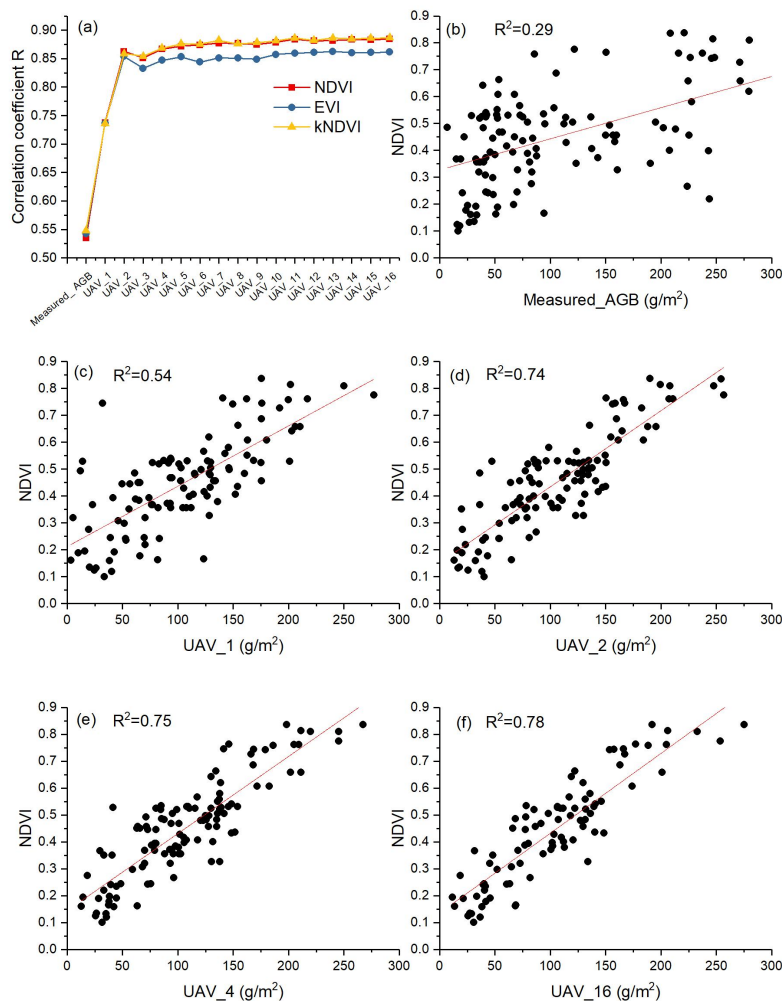 (a)
Correlation coefficient R
0.90
0.85
0.80
0.75
0.70
0.65
0.60
0.55
0.50
NDVI
EVI
kNDVI
Measured_AGB
UAV_1
UAV_2
UAV_3
UAV_4
UAV_5
UAV_6
UAV_7
UAV_8
UAV_9
UAV_10
UAV_11
UAV_12
UAV_13
UAV_14
UAV_15
UAV_16
(b)
R²=0.29
NDVI
0.9
0.8
0.7
0.6
0.5
0.4
0.3
0.2
0.1
0.0
0 50 100 150 200 250 300
Measured_AGB (g/m²)
(c)
R²=0.54
NDVI
0.9
0.8
0.7
0.6
0.5
0.4
0.3
0.2
0.1
0.0
0 50 100 150 200 250 300
UAV_1 (g/m²)
(d)
R²=0.74
NDVI
0.9
0.8
0.7
0.6
0.5
0.4
0.3
0.2
0.1
0.0
0 50 100 150 200 250 300
UAV_2 (g/m²)
(e)
R²=0.75
NDVI
0.9
0.8
0.7
0.6
0.5
0.4
0.3
0.2
0.1
0.0
0 50 100 150 200 250 300
UAV_4 (g/m²)
(f)
R²=0.78
NDVI
0.9
0.8
0.7
0.6
0.5
0.4
0.3
0.2
0.1
0.0
0 50 100 150 200 250 300
UAV_16 (g/m²)